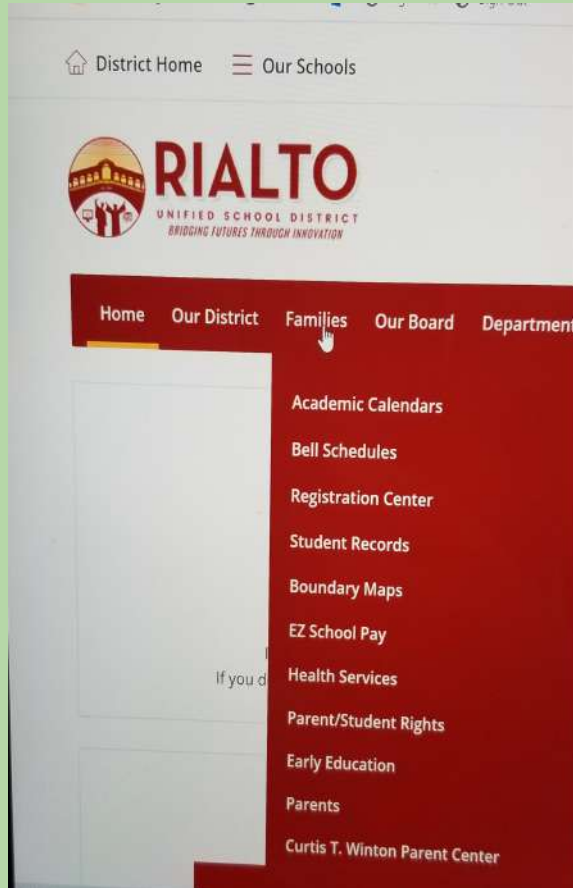 District Home Our Schools
RIALTO
UNIFIED SCHOOL DISTRICT
BRIDGING FUTURES THROUGH INNOVATION
Home Our District Families Our Board Department
Academic Calendars
Bell Schedules
Registration Center
Student Records
Boundary Maps
EZ School Pay
Health Services
If you d
Parent/Student Rights
Early Education
Parents
Curtis T. Winton Parent Center